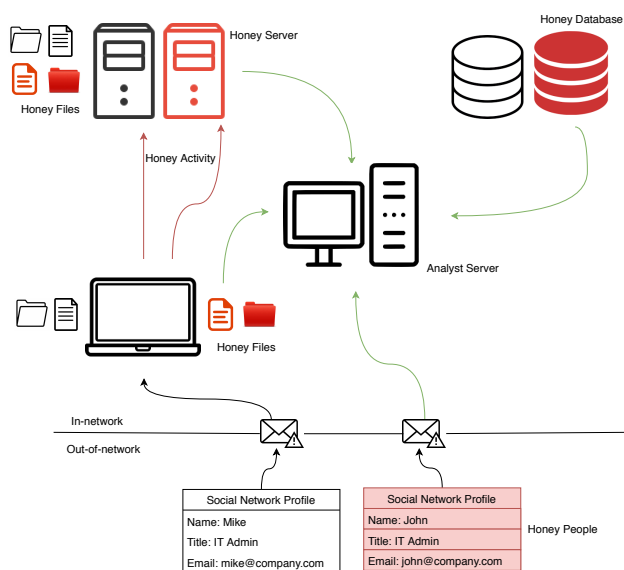 Honey Database
Honey Server
Honey Files
Honey Activity
Analyst Server
Honey Files
In-network
Out-of-network
Social Network Profile
Name: Mike
Title: IT Admin
Email: mike@company.com
Social Network Profile
Name: John
Title: IT Admin
Email: john@company.com
Honey People